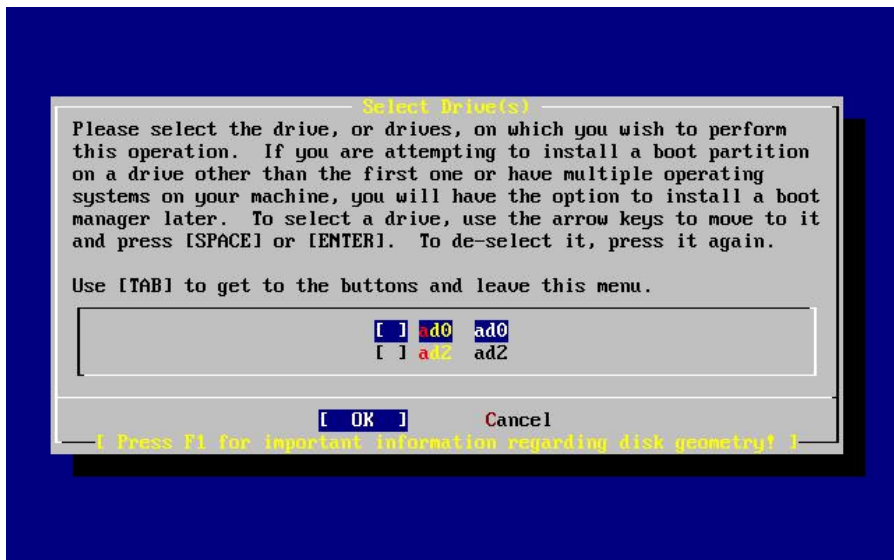 Select Drive(s)
Please select the drive, or drives, on which you wish to perform
this operation.  If you are attempting to install a boot partition
on a drive other than the first one or have multiple operating
systems on your machine, you will have the option to install a boot
manager later.  To select a drive, use the arrow keys to move to it
and press [SPACE] or [ENTER].  To de-select it, press it again.
Use [TAB] to get to the buttons and leave this menu.
[ ] ad0  ad0
[ ] ad2  ad2
[  OK  ]  Cancel
[ Press F1 for important information regarding disk geometry! ]